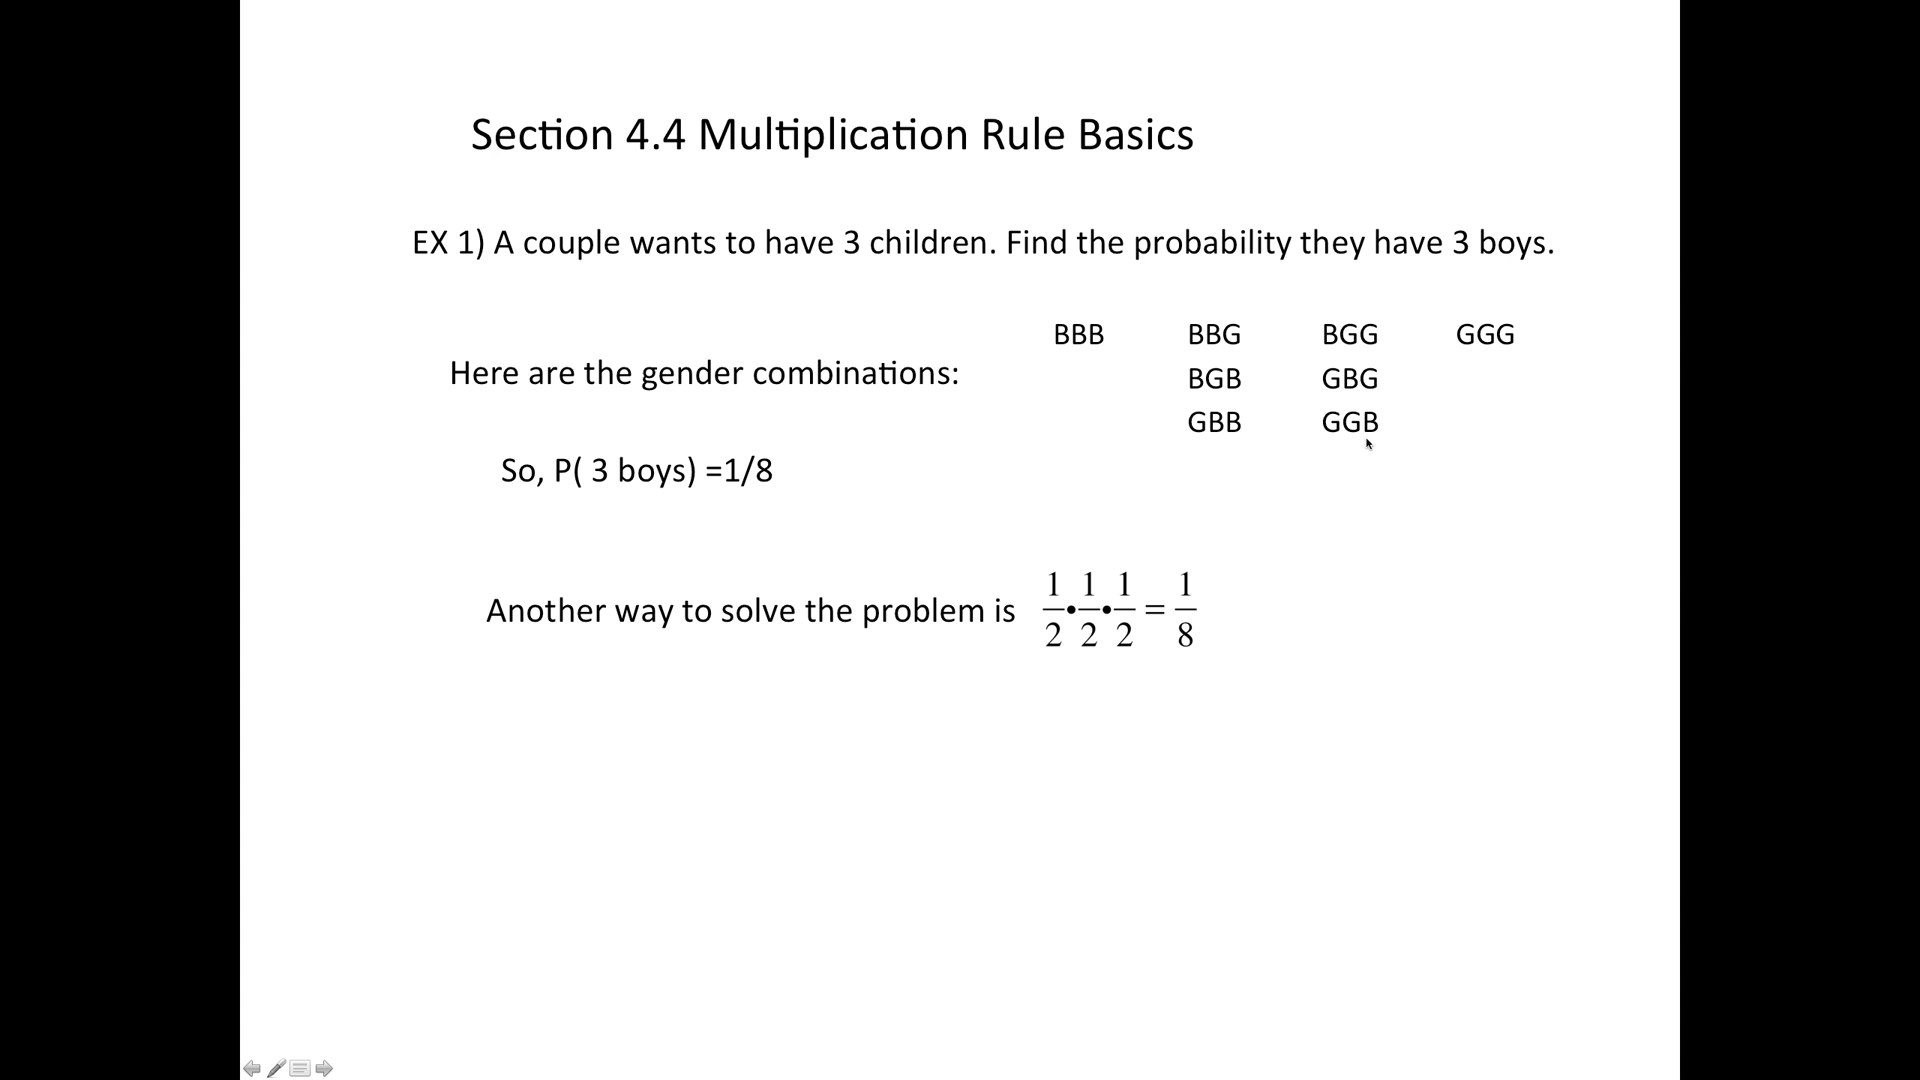 Section 4.4 Multiplication Rule Basics
EX 1) A couple wants to have 3 children. Find the probability they have 3 boys.
BBB BBG BGG GGG
Here are the gender combinations:
BGB GBG
GBB GGB
So, P( 3 boys) =1/8
Another way to solve the problem is 1/2 • 1/2 • 1/2 = 1/8